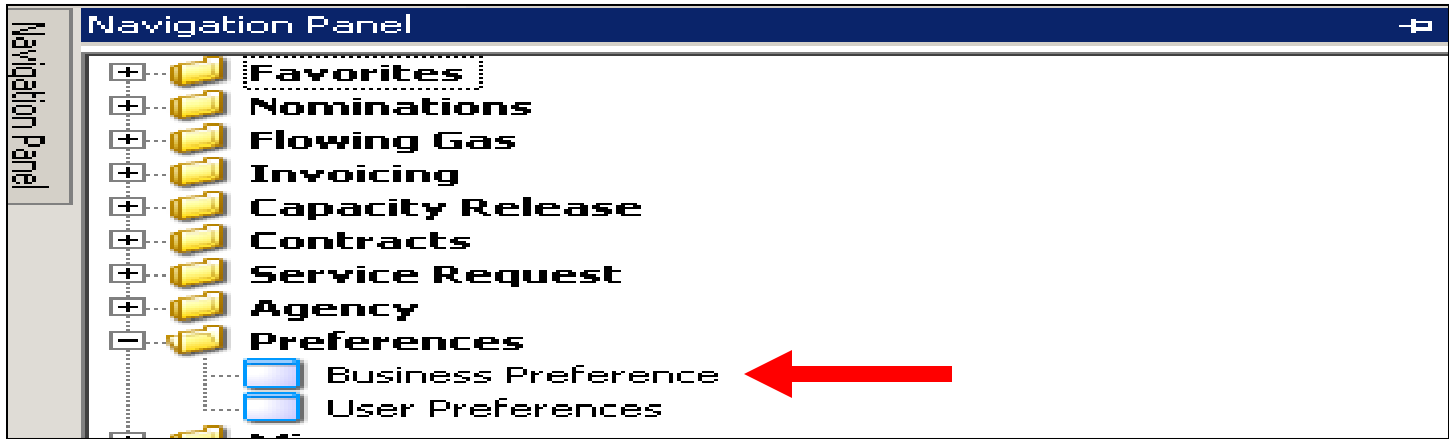 Navigation Panel
Navigation Panel
Favorites
Nominations
Flowing Gas
Invoicing
Capacity Release
Contracts
Service Request
Agency
Preferences
Business Preference
User Preferences